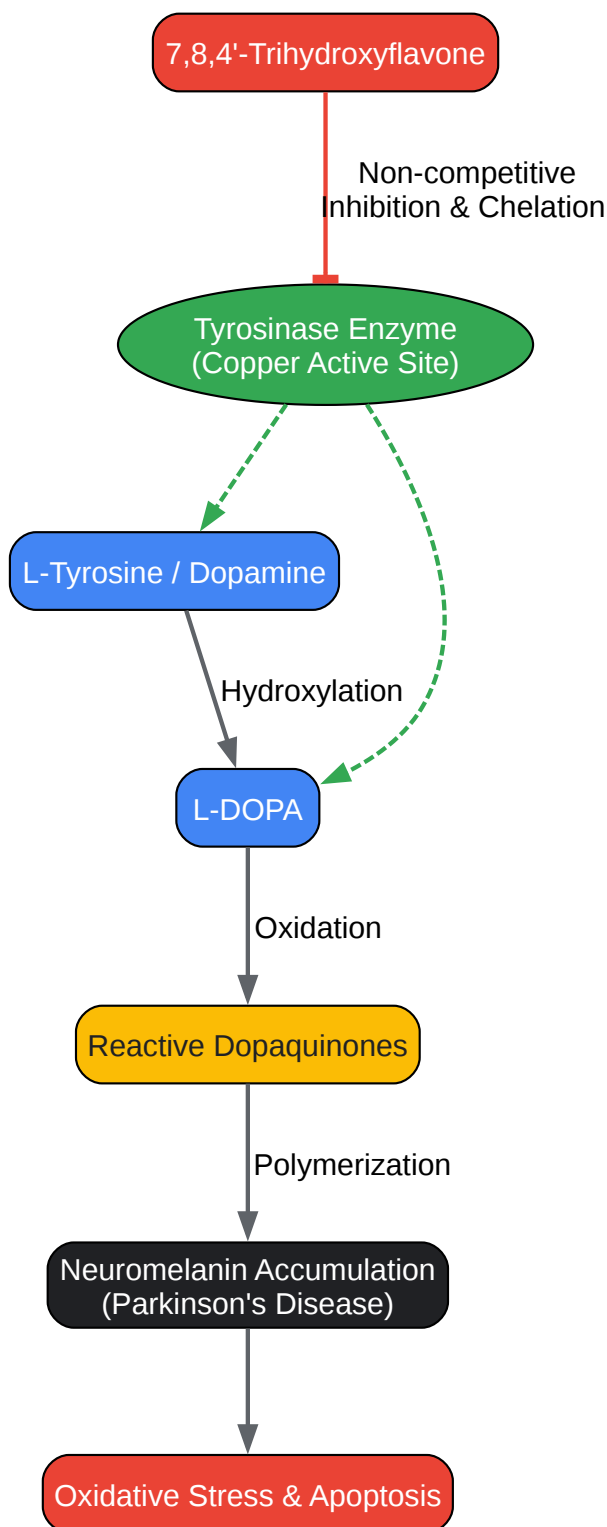 7,8,4'-Trihydroxyflavone
Non-competitive
Inhibition & Chelation
Tyrosinase Enzyme
(Copper Active Site)
L-Tyrosine / Dopamine
Hydroxylation
L-DOPA
Oxidation
Reactive Dopaquinones
Polymerization
Neuromelanin Accumulation
(Parkinson's Disease)
Oxidative Stress & Apoptosis